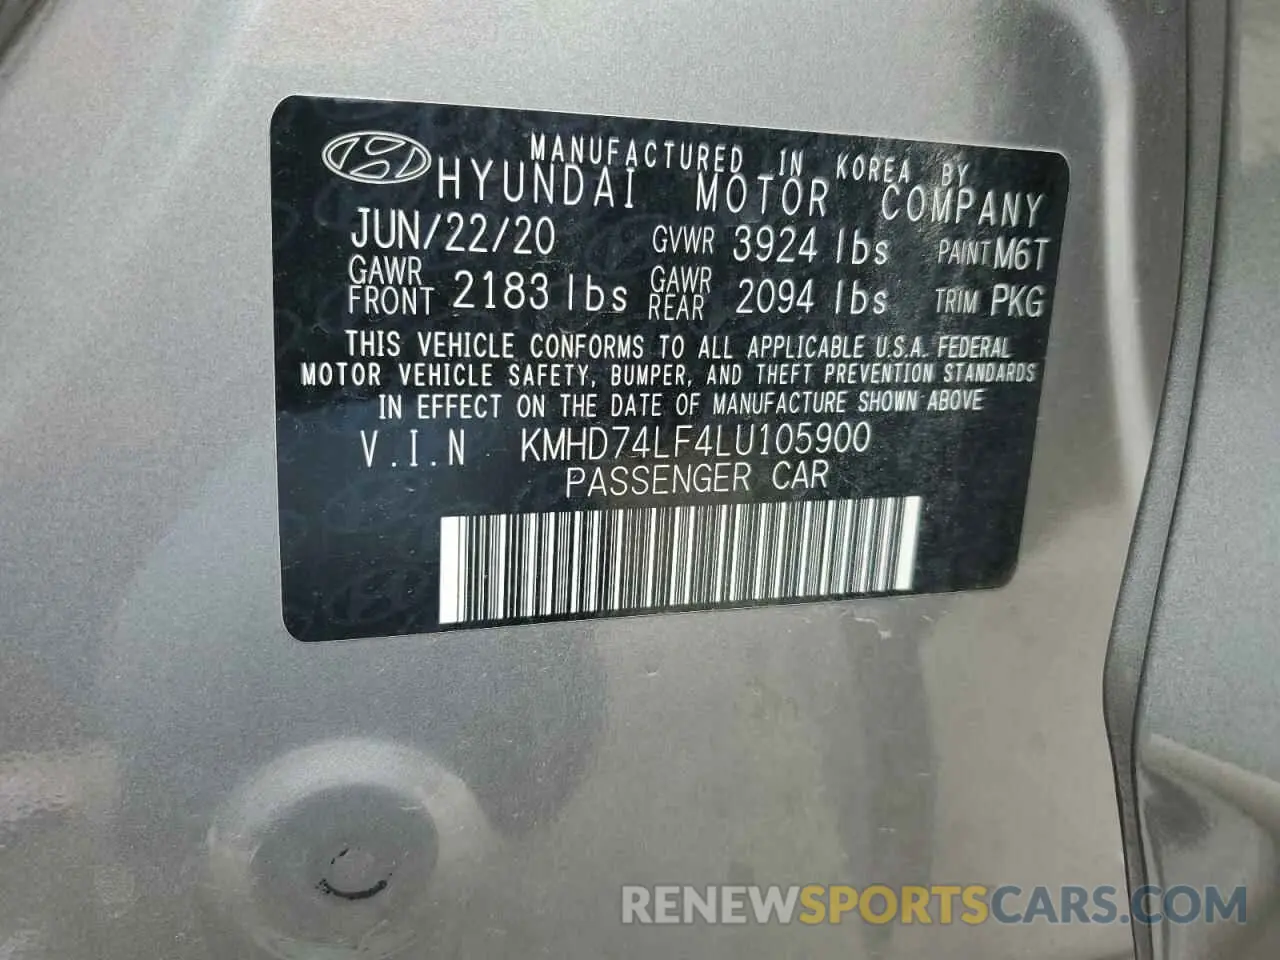 MANUFACTURED IN KOREA BY
HYUNDAI MOTOR COMPANY
JUN/22/20 GVWR 3924 lbs PAINT M6T
GAWR FRONT 2183 lbs GAWR REAR 2094 lbs TRIM PKG
THIS VEHICLE CONFORMS TO ALL APPLICABLE U.S.A. FEDERAL
MOTOR VEHICLE SAFETY, BUMPER, AND THEFT PREVENTION STANDARDS
IN EFFECT ON THE DATE OF MANUFACTURE SHOWN ABOVE
V.I.N KMHD74LF4LU105900
PASSENGER CAR
RENEWSPORTSCARS.COM